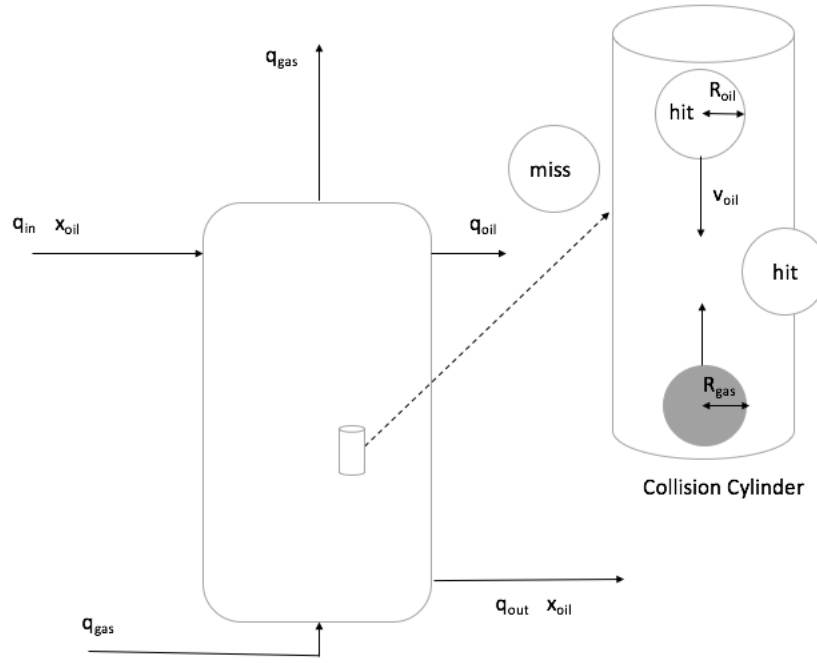 q_gas
R_oil
hit
miss
v_oil
q_in x_oil
q_oil
hit
R_gas
Collision Cylinder
q_out x_oil
q_gas